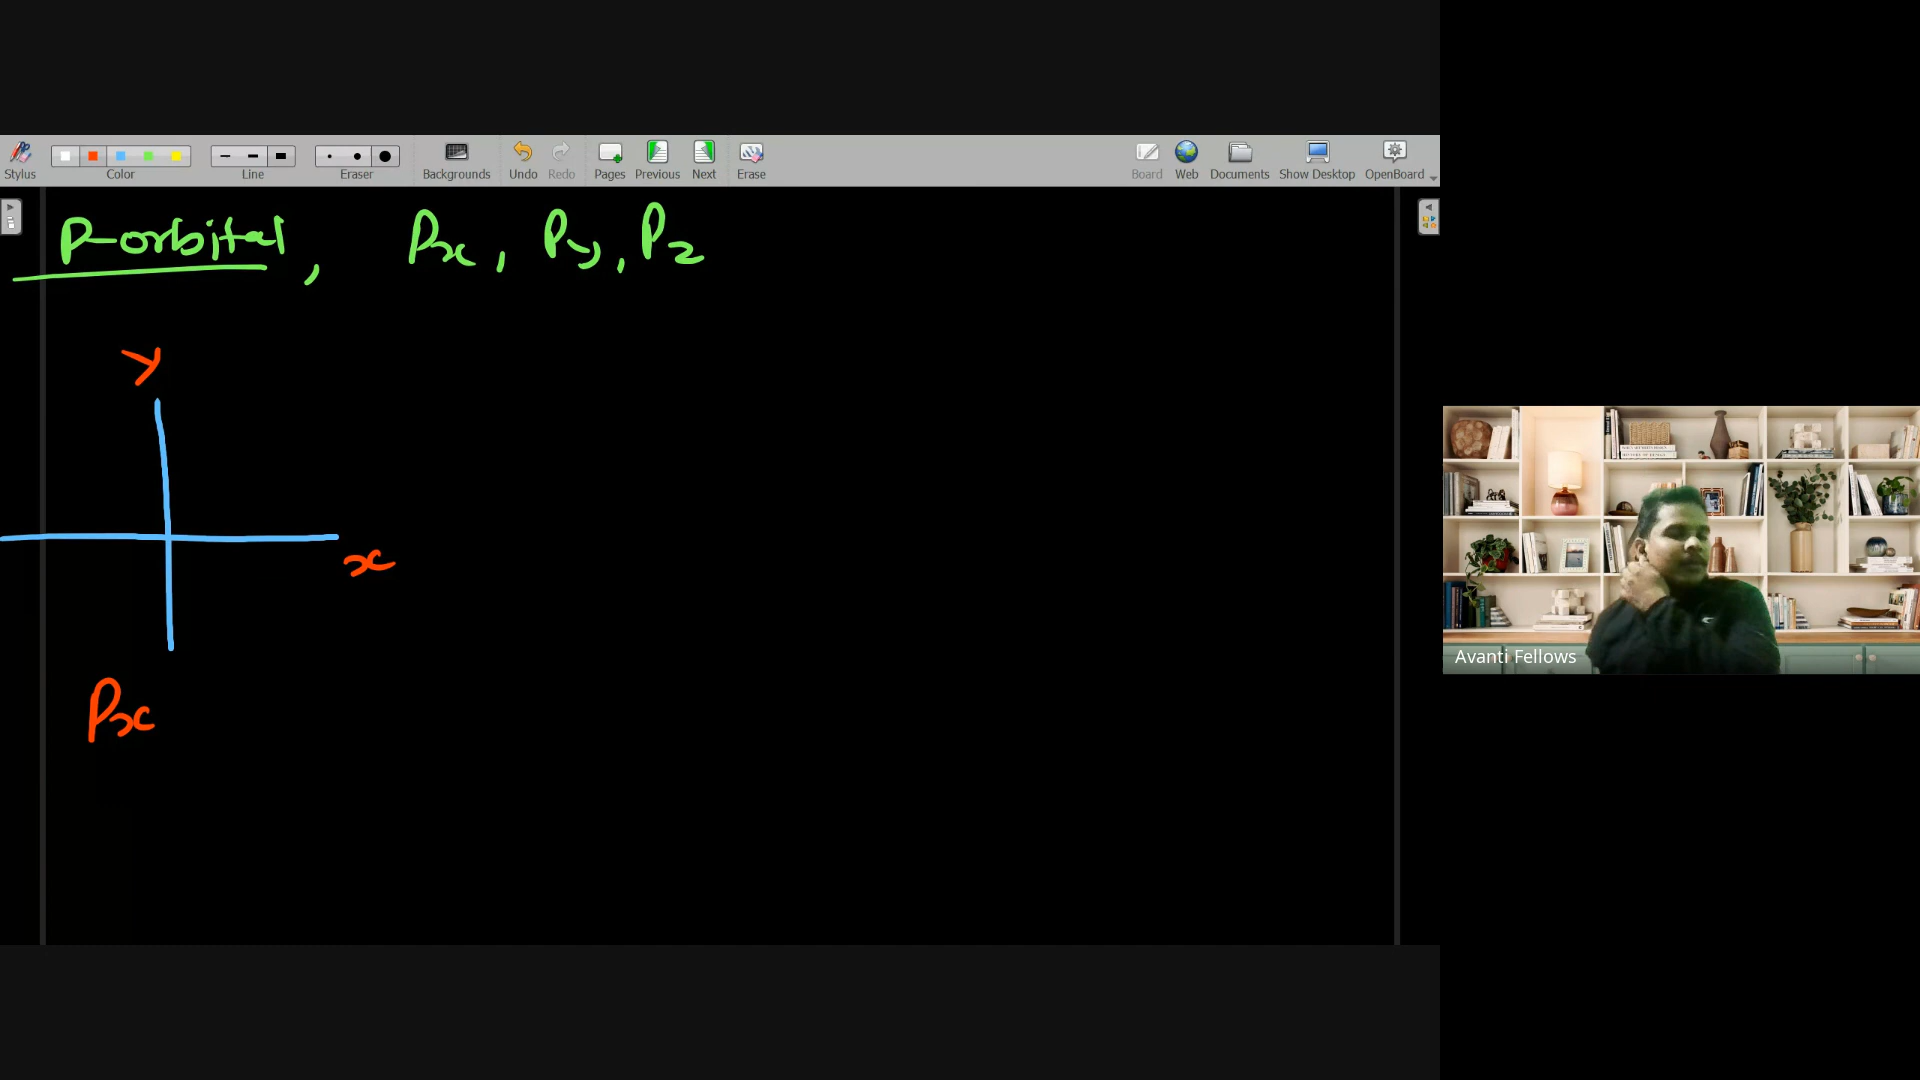 Stylus Color Line Eraser Backgrounds Undo Redo Pages Previous Next Erase Board Web Documents Show Desktop OpenBoard
P-orbital, Px, Py, Pz
y
x
Px
Avanti Fellows